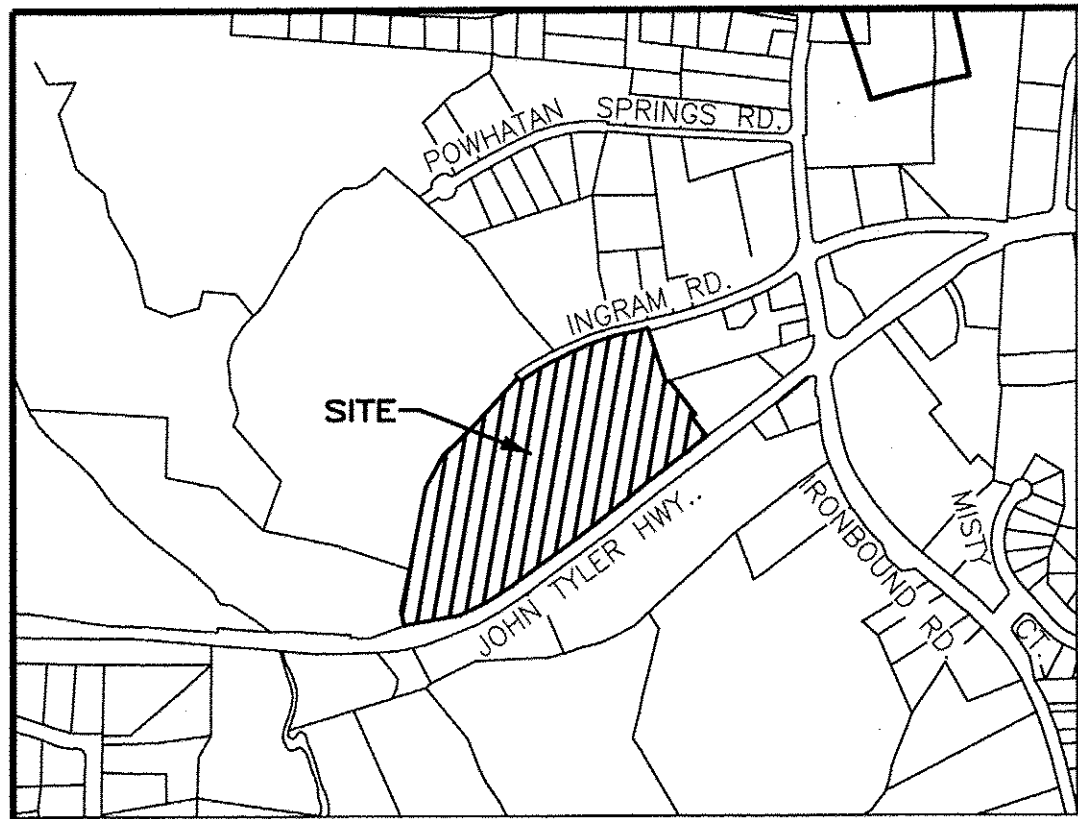 POWHATAN SPRINGS RD.
INGRAM RD.
SITE
JOHN TYLER HWY..
IRONBOUND RD.
MISTY CT.